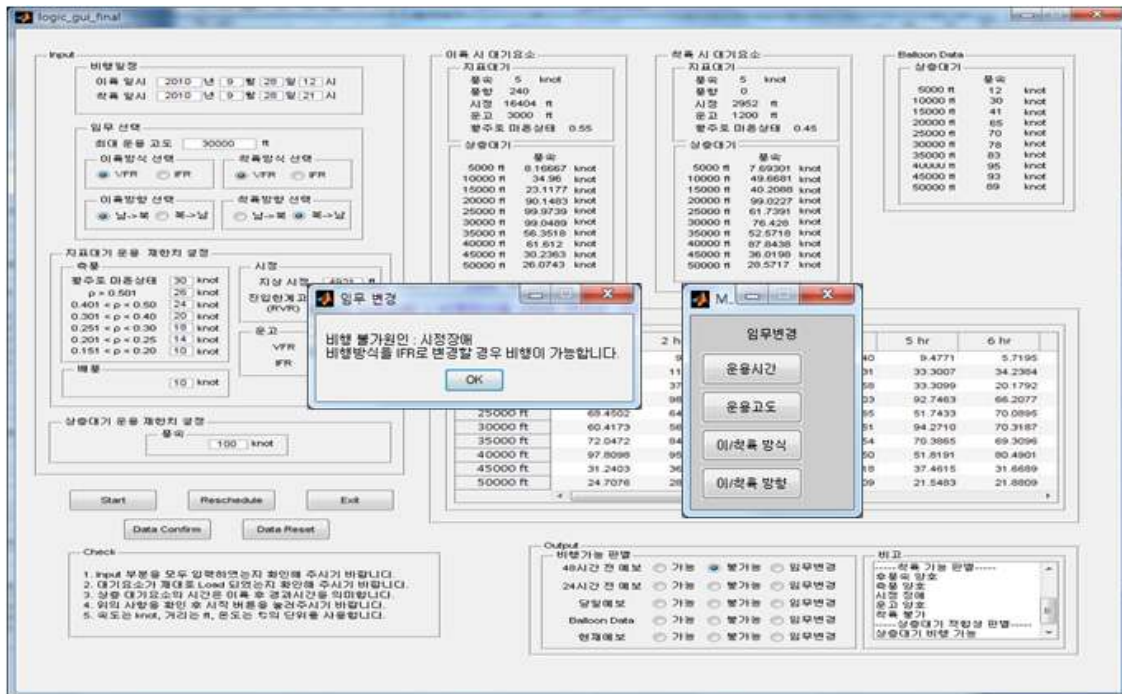 logic_gui_final
Input
비행일정
이륙 일시 2010 년 9 월 28 일 12 시
착륙 일시 2010 년 9 월 28 일 21 시
임무 선택
최대 운용 고도 30000 ft
이륙방식 선택
VFR IFR
착륙방식 선택
VFR IFR
이륙방향 선택
남->북 북->남
착륙방향 선택
남->북 북->남
지표대기 운용 제한치 설정
측풍
활주로 마찰상태 30 knot
ρ > 0.501 26 knot
0.401 < ρ < 0.50 24 knot
0.301 < ρ < 0.40 20 knot
0.251 < ρ < 0.30 18 knot
0.201 < ρ < 0.25 14 knot
0.151 < ρ < 0.20 10 knot
배풍
10 knot
시정
지상 시정 4921 ft
진입한계고
(RVR)
운고
VFR
IFR
상층대기 운용 제한치 설정
풍속
100 knot
Start Reschedule Exit
Data Confirm Data Reset
Check
1. Input 부분을 모두 입력하였는지 확인해 주시기 바랍니다.
2. 대기요소가 제대로 Load 되었는지 확인해 주시기 바랍니다.
3. 상층 대기요소의 시간은 이륙 후 경과시간을 의미합니다.
4. 위의 사항을 확인 후 시작 버튼을 눌러주시기 바랍니다.
5. 속도는 knot, 거리는 ft, 온도는 ℃의 단위를 사용합니다.
이륙 시 대기요소
지표대기
풍속 5 knot
풍향 240
시정 16404 ft
운고 3000 ft
활주로 마찰상태 0.55
상층대기
풍속
5000 ft 8.16667 knot
10000 ft 34.96 knot
15000 ft 23.1177 knot
20000 ft 90.1483 knot
25000 ft 99.9739 knot
30000 ft 99.0489 knot
35000 ft 56.3518 knot
40000 ft 61.612 knot
45000 ft 30.2363 knot
50000 ft 26.0743 knot
착륙 시 대기요소
지표대기
풍속 5 knot
풍향 0
시정 2952 ft
운고 1200 ft
활주로 마찰상태 0.45
상층대기
풍속
5000 ft 7.69301 knot
10000 ft 49.6681 knot
15000 ft 40.2088 knot
20000 ft 99.0227 knot
25000 ft 61.7391 knot
30000 ft 76.428 knot
35000 ft 52.5718 knot
40000 ft 87.8438 knot
45000 ft 36.0198 knot
50000 ft 28.5717 knot
Balloon Data
상층대기
풍속
5000 ft 12 knot
10000 ft 30 knot
15000 ft 41 knot
20000 ft 65 knot
25000 ft 70 knot
30000 ft 78 knot
35000 ft 83 knot
40000 ft 95 knot
45000 ft 93 knot
50000 ft 89 knot
임무 변경
비행 불가원인 : 시정장애
비행방식을 IFR로 변경할 경우 비행이 가능합니다.
OK
M...
임무변경
운용시간
운용고도
이/착륙 방식
이/착륙 방향
2 hr 5 hr 6 hr
9.4771 5.7195
33.3007 34.2384
33.3099 20.1792
92.7463 66.2077
25000 ft 68.4502 51.7433 70.0895
30000 ft 60.4173 94.2710 70.3187
35000 ft 72.0472 70.3865 69.3096
40000 ft 97.8098 51.8191 80.4901
45000 ft 31.2403 37.4615 31.6689
50000 ft 24.7076 21.5483 21.8809
Output
비행가능 판별
48시간 전 예보 가능 불가능 임무변경
24시간 전 예보 가능 불가능 임무변경
당일예보 가능 불가능 임무변경
Balloon Data 가능 불가능 임무변경
현재예보 가능 불가능 임무변경
비고
-----착륙 가능 판별-----
측풍 양호
시정 장애
운고 양호
착륙 불가
-----상층대기 적합성 판별-----
상층대기 비행 가능